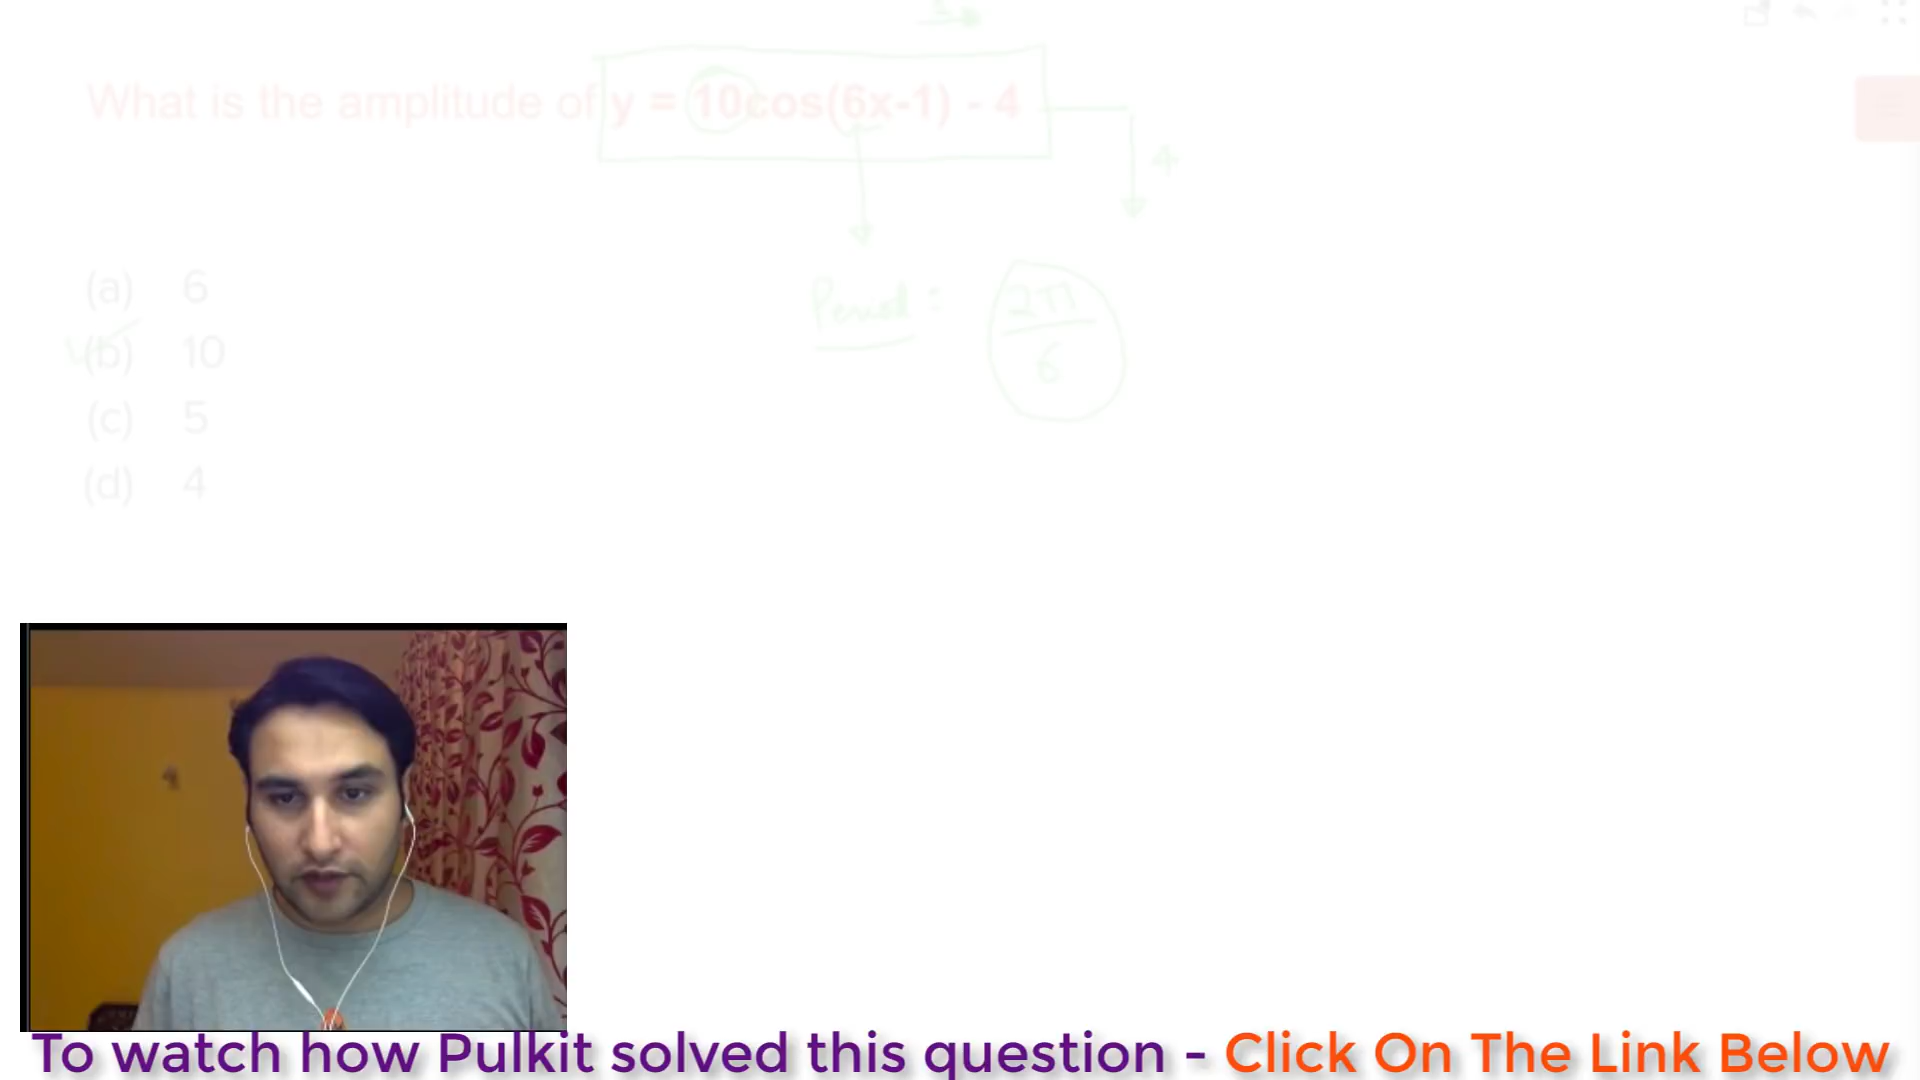 What is the amplitude of y = 10cos(6x-1) - 4
4
(a) 6
Period : 2π
6
(b) 10
(c) 5
(d) 4
To watch how Pulkit solved this question - Click On The Link Below